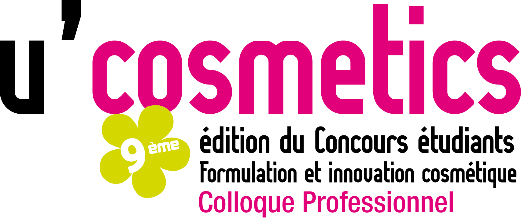 u'cosmetics
9ème édition du Concours étudiants
Formulation et innovation cosmétique
Colloque Professionnel